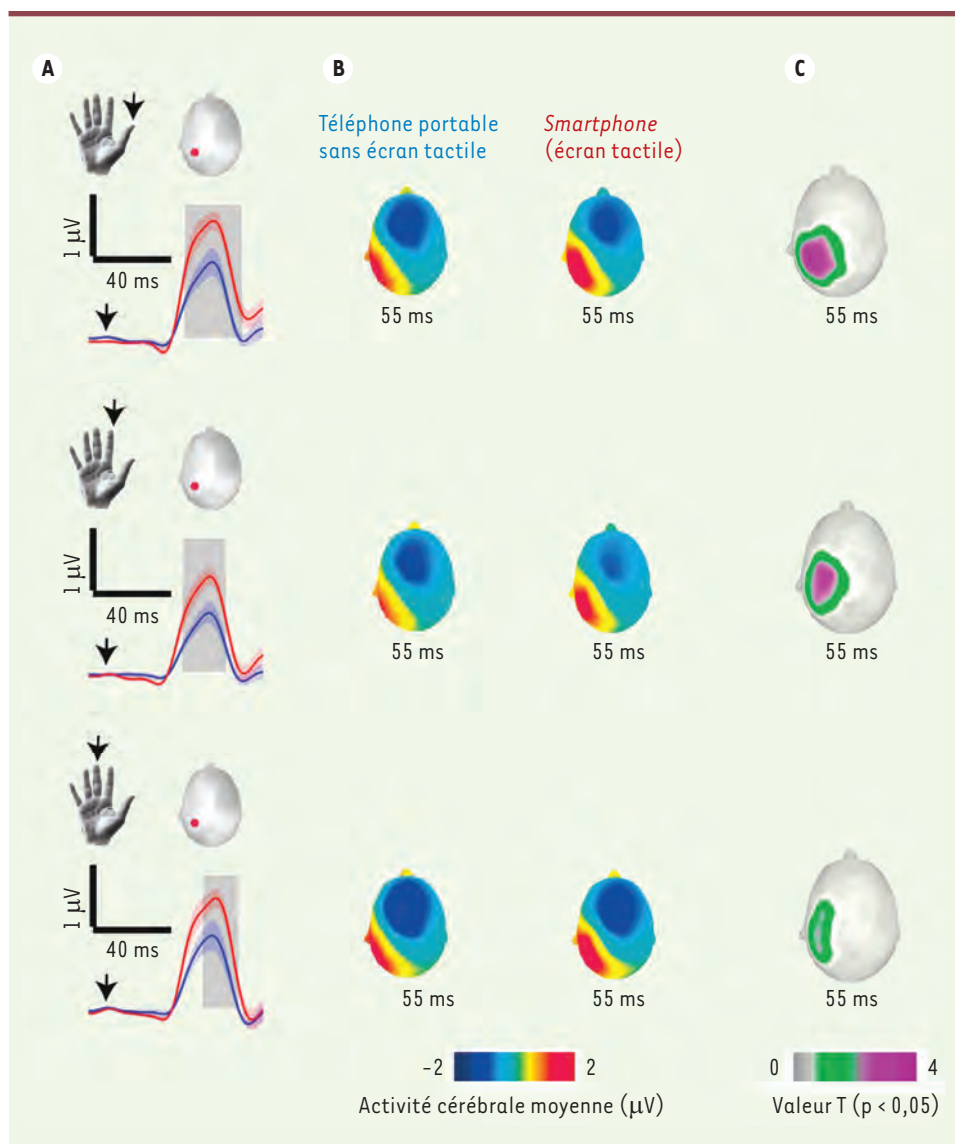 A
B
C
Téléphone portable
sans écran tactile
Smartphone
(écran tactile)
1 µV
40 ms
55 ms
55 ms
55 ms
1 µV
40 ms
55 ms
55 ms
55 ms
1 µV
40 ms
55 ms
55 ms
55 ms
-2
2
0
4
Activité cérébrale moyenne (µV)
Valeur T (p < 0,05)